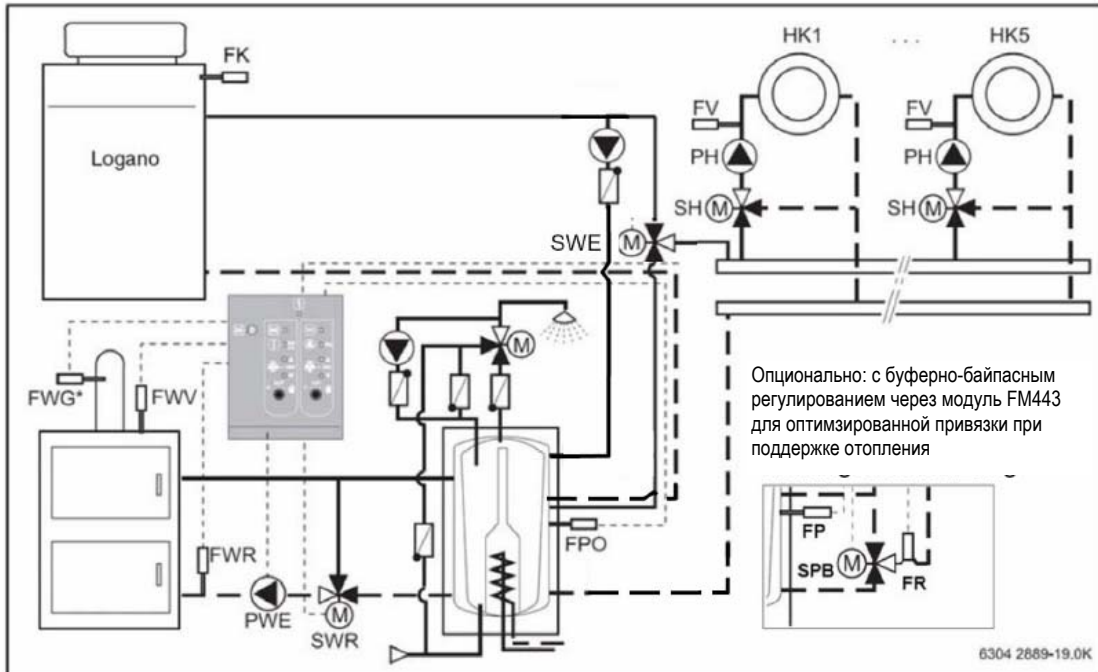 HK1 ... HK5
FK
FV FV
Logano
PH PH
SH M SH M
SWE M
M
FWG* FWV
Опционально: с буферно-байпасным
регулированием через модуль FM443
для оптимзированной привязки при
поддержке отопления
FWR
FPO
FP
PWE
M
SWR
SPB M
FR
6304 2889-19.0K